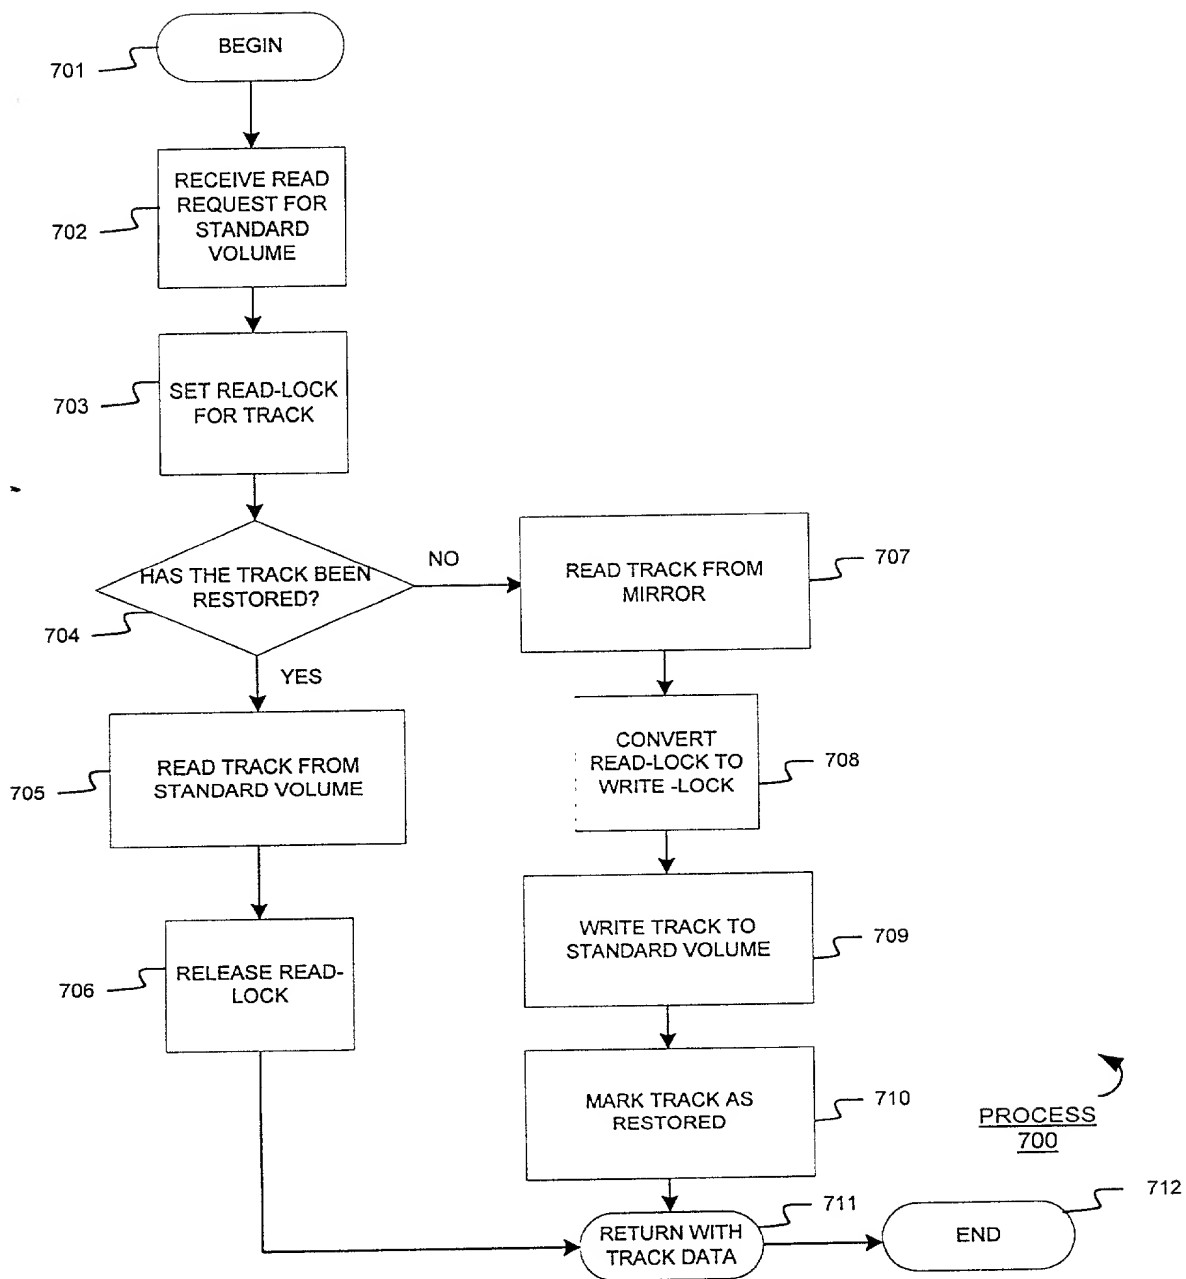 BEGIN
701
RECEIVE READ
REQUEST FOR
STANDARD
VOLUME
702
SET READ-LOCK
FOR TRACK
703
HAS THE TRACK BEEN
RESTORED?
704
NO
YES
READ TRACK FROM
MIRROR
707
READ TRACK FROM
STANDARD VOLUME
705
CONVERT
READ-LOCK TO
WRITE -LOCK
708
RELEASE READ-
LOCK
706
WRITE TRACK TO
STANDARD VOLUME
709
MARK TRACK AS
RESTORED
710
PROCESS
700
RETURN WITH
TRACK DATA
711
END
712